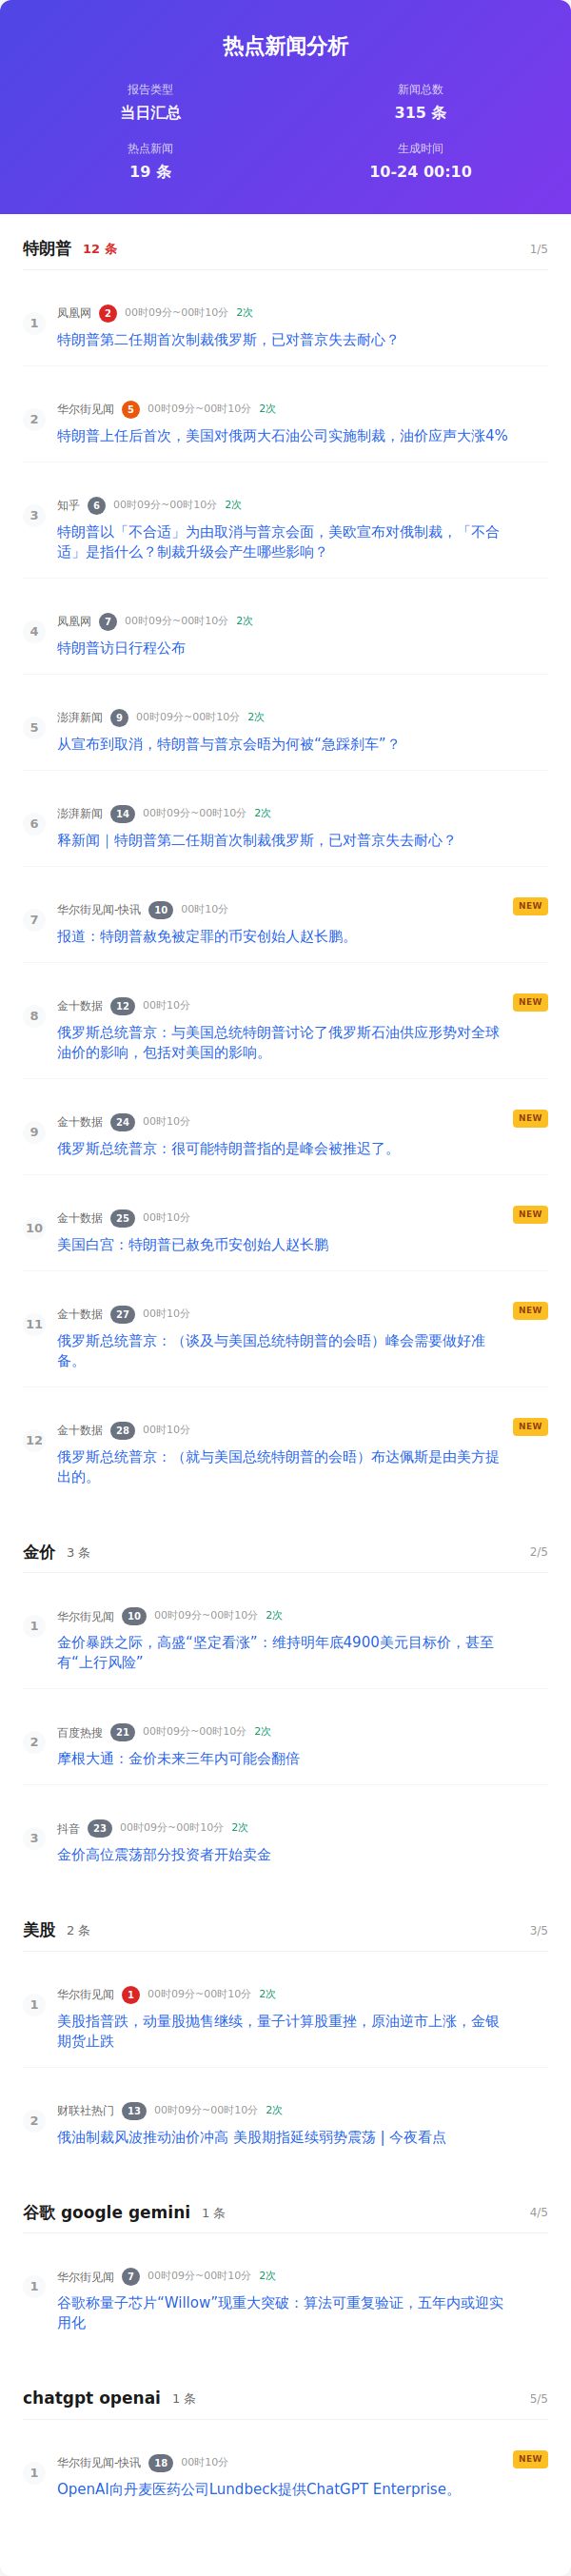 热点新闻分析
报告类型
当日汇总
新闻总数
315 条
热点新闻
19 条
生成时间
10-24 00:10
特朗普 12 条 1/5
1
凤凰网 2 00时09分~00时10分 2次
特朗普第二任期首次制裁俄罗斯，已对普京失去耐心？
2
华尔街见闻 5 00时09分~00时10分 2次
特朗普上任后首次，美国对俄两大石油公司实施制裁，油价应声大涨4%
3
知乎 6 00时09分~00时10分 2次
特朗普以「不合适」为由取消与普京会面，美欧宣布对俄制裁，「不合
适」是指什么？制裁升级会产生哪些影响？
4
凤凰网 7 00时09分~00时10分 2次
特朗普访日行程公布
5
澎湃新闻 9 00时09分~00时10分 2次
从宣布到取消，特朗普与普京会晤为何被“急踩刹车”？
6
澎湃新闻 14 00时09分~00时10分 2次
释新闻｜特朗普第二任期首次制裁俄罗斯，已对普京失去耐心？
7
华尔街见闻-快讯 10 00时10分 NEW
报道：特朗普赦免被定罪的币安创始人赵长鹏。
8
金十数据 12 00时10分 NEW
俄罗斯总统普京：与美国总统特朗普讨论了俄罗斯石油供应形势对全球
油价的影响，包括对美国的影响。
9
金十数据 24 00时10分 NEW
俄罗斯总统普京：很可能特朗普指的是峰会被推迟了。
10
金十数据 25 00时10分 NEW
美国白宫：特朗普已赦免币安创始人赵长鹏
11
金十数据 27 00时10分 NEW
俄罗斯总统普京：（谈及与美国总统特朗普的会晤）峰会需要做好准
备。
12
金十数据 28 00时10分 NEW
俄罗斯总统普京：（就与美国总统特朗普的会晤）布达佩斯是由美方提
出的。
金价 3 条 2/5
1
华尔街见闻 10 00时09分~00时10分 2次
金价暴跌之际，高盛“坚定看涨”：维持明年底4900美元目标价，甚至
有“上行风险”
2
百度热搜 21 00时09分~00时10分 2次
摩根大通：金价未来三年内可能会翻倍
3
抖音 23 00时09分~00时10分 2次
金价高位震荡部分投资者开始卖金
美股 2 条 3/5
1
华尔街见闻 1 00时09分~00时10分 2次
美股指普跌，动量股抛售继续，量子计算股重挫，原油逆市上涨，金银
期货止跌
2
财联社热门 13 00时09分~00时10分 2次
俄油制裁风波推动油价冲高 美股期指延续弱势震荡 | 今夜看点
谷歌 google gemini 1 条 4/5
1
华尔街见闻 7 00时09分~00时10分 2次
谷歌称量子芯片“Willow”现重大突破：算法可重复验证，五年内或迎实
用化
chatgpt openai 1 条 5/5
1
华尔街见闻-快讯 18 00时10分 NEW
OpenAI向丹麦医药公司Lundbeck提供ChatGPT Enterprise。